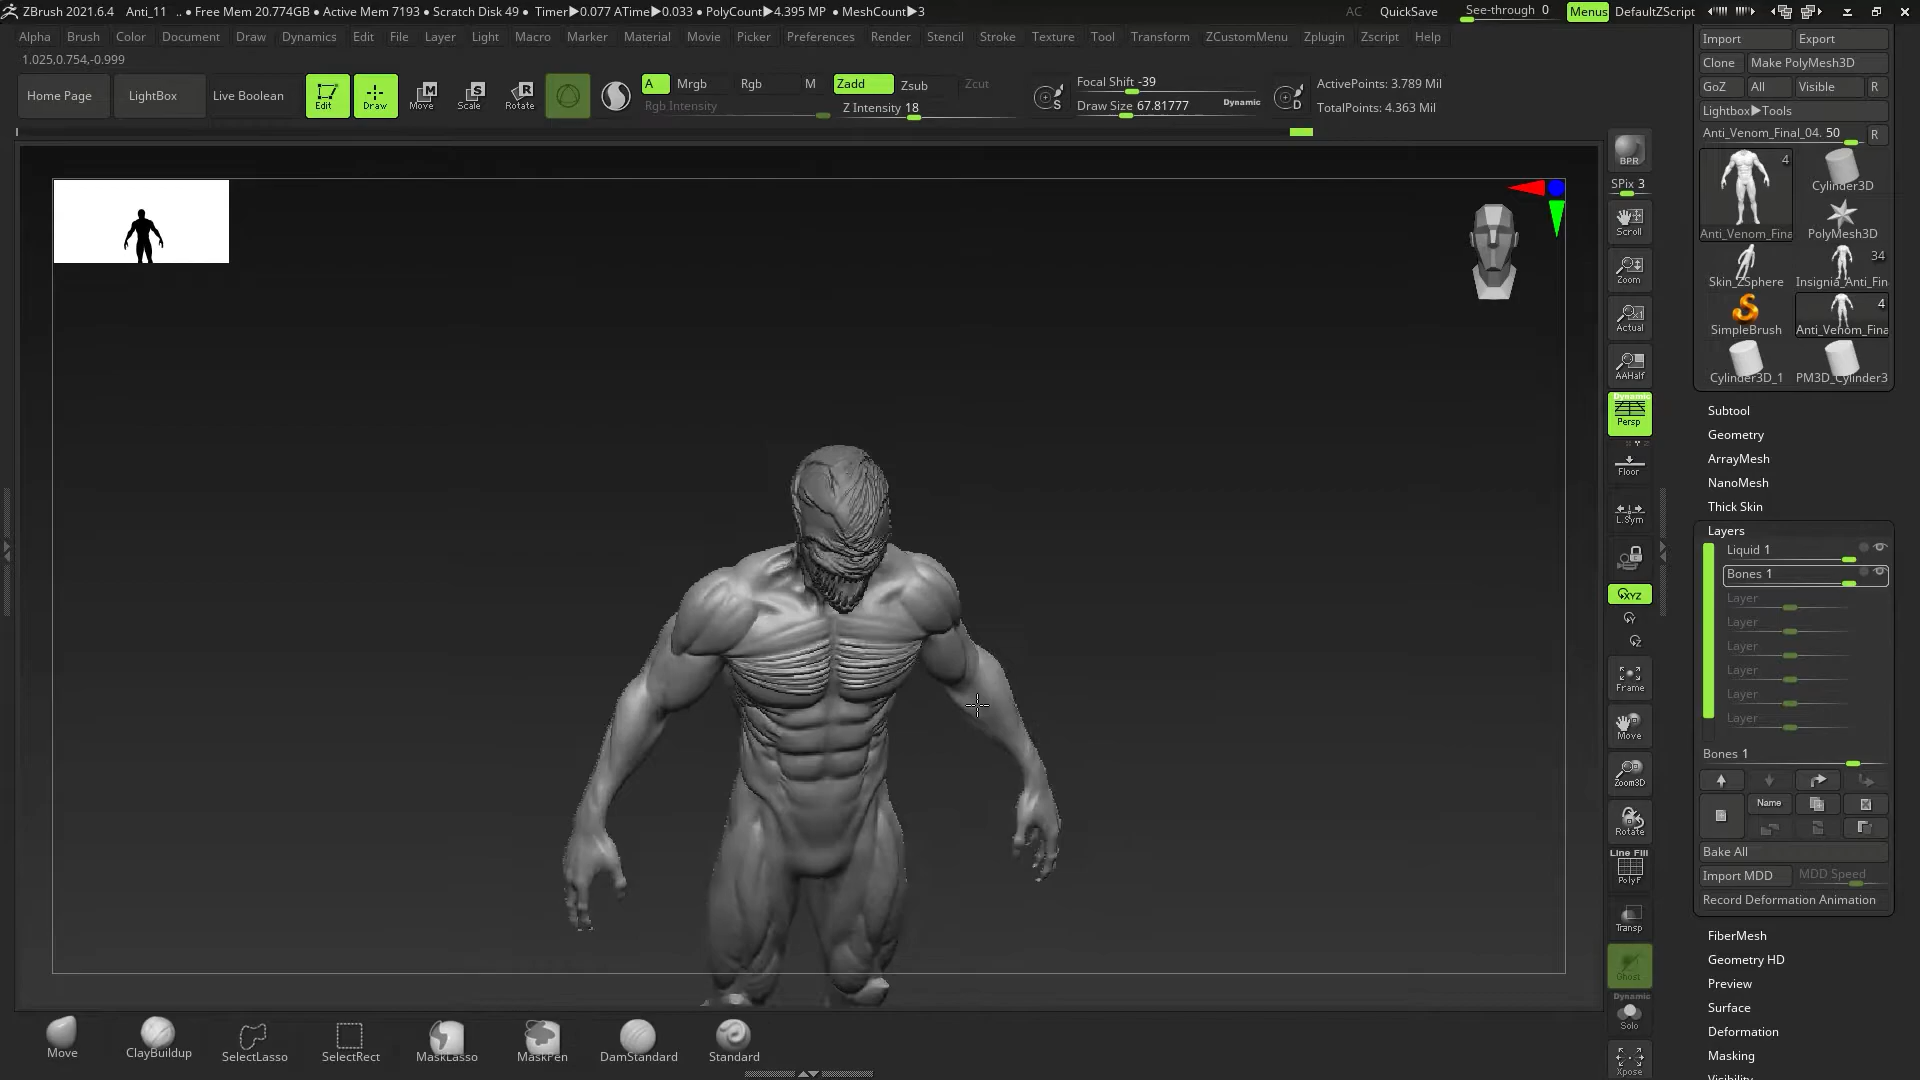 ZBrush 2021.6.4 Anti_11 .. ● Free Mem 20.774GB ● Active Mem 7193 ● Scratch Disk 49 ● Timer▶0.077 ATime▶0.033 ● PolyCount▶4.395 MP ● MeshCount▶3 AC QuickSave See-through 0 Menus DefaultZScript
Alpha Brush Color Document Draw Dynamics Edit File Layer Light Macro Marker Material Movie Picker Preferences Render Stencil Stroke Texture Tool Transform ZCustomMenu Zplugin Zscript Help
1.025,0.754,-0.999
Home Page LightBox Live Boolean Edit Draw Move Scale Rotate
A Mrgb Rgb M Zadd Zsub Zcut
Rgb Intensity Z Intensity 18
Focal Shift -39
Draw Size 67.81777 Dynamic
ActivePoints: 3.789 Mil
TotalPoints: 4.363 Mil
BPR
SPix 3
Scroll
Zoom
Actual
AAHalf
Dynamic
Persp
Floor
L.Sym
XYZ
Y
Z
Frame
Move
Zoom3D
Rotate
Line Fill
PolyF
Transp
Ghost
Dynamic
Solo
Xpose
Import Export
Clone Make PolyMesh3D
GoZ All Visible R
Lightbox▶Tools
Anti_Venom_Final_04. 50 R
4
Cylinder3D
Anti_Venom_Fina PolyMesh3D
34
Skin_ZSphere Insignia_Anti_Fin
4
SimpleBrush Anti_Venom_Fina
Cylinder3D_1 PM3D_Cylinder3
Subtool
Geometry
ArrayMesh
NanoMesh
Thick Skin
Layers
Liquid 1
Bones 1
Layer
Layer
Layer
Layer
Layer
Layer
Bones 1
Name
Bake All
Import MDD MDD Speed
Record Deformation Animation
FiberMesh
Geometry HD
Preview
Surface
Deformation
Masking
Visibility
Move ClayBuildup SelectLasso SelectRect MaskLasso MaskPen DamStandard Standard